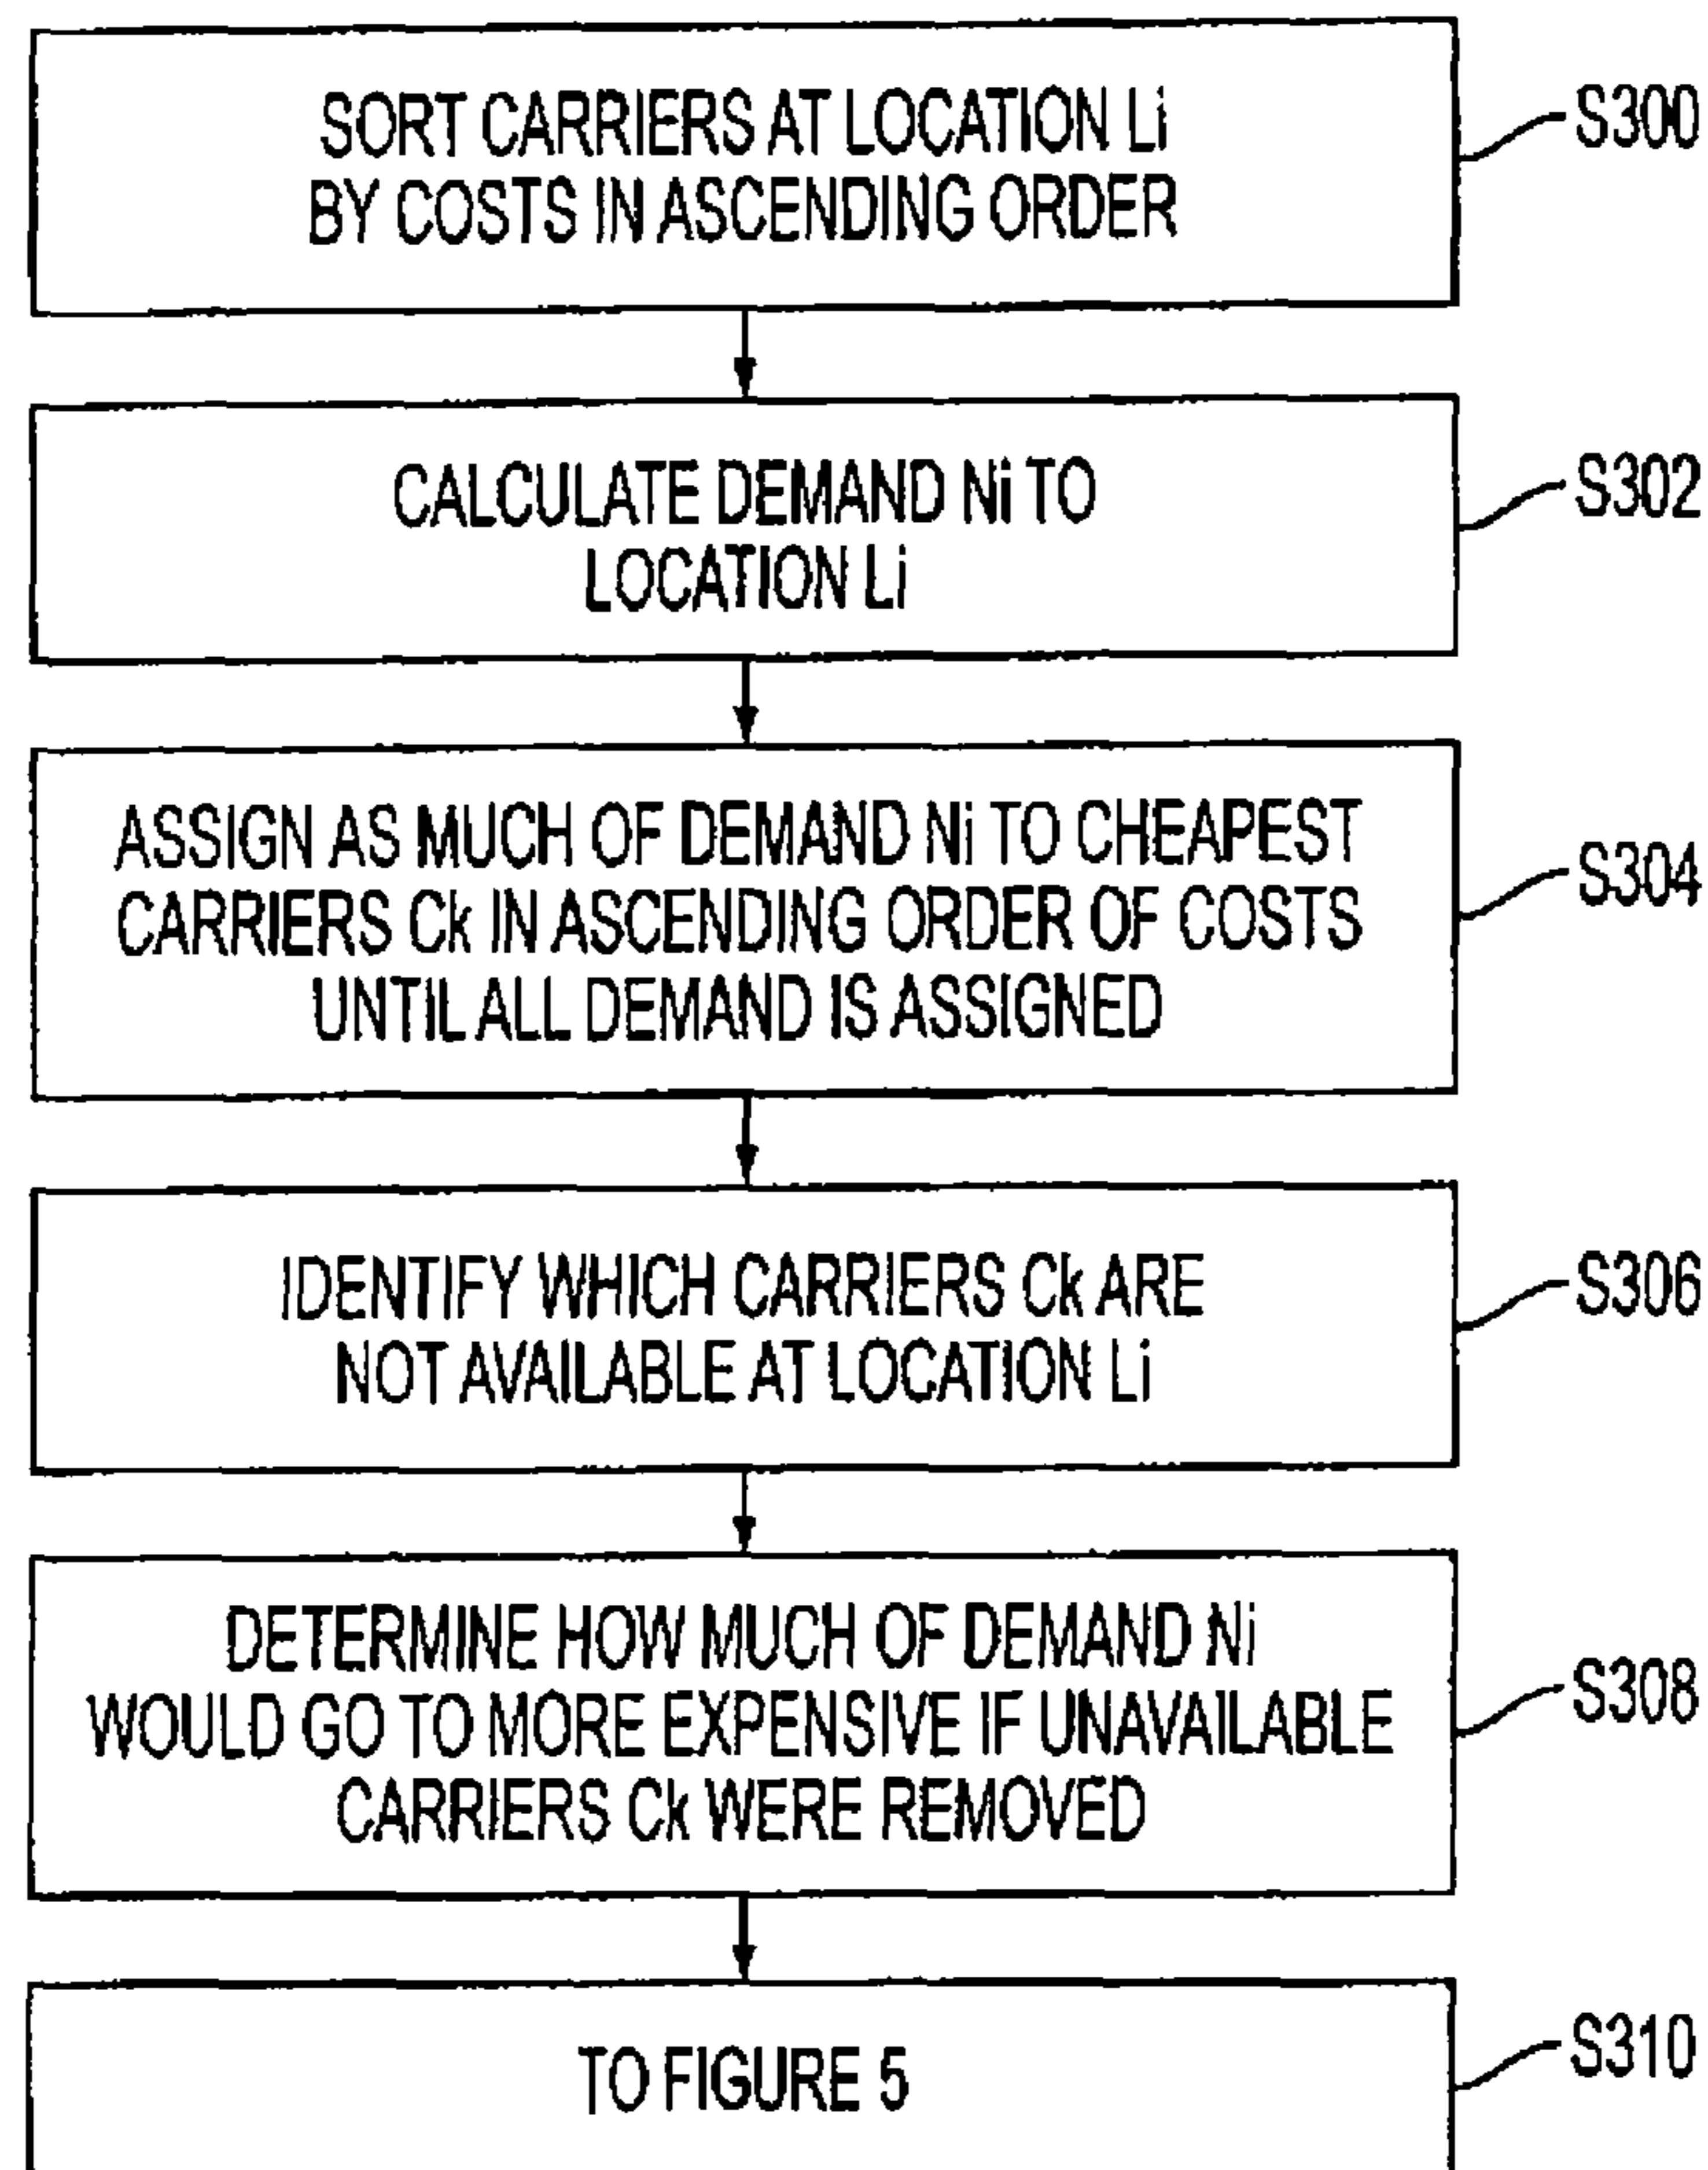 SORT CARRIERS AT LOCATION Li
BY COSTS IN ASCENDING ORDER
S300
CALCULATE DEMAND Ni TO
LOCATION Li
S302
ASSIGN AS MUCH OF DEMAND Ni TO CHEAPEST
CARRIERS Ck IN ASCENDING ORDER OF COSTS
UNTIL ALL DEMAND IS ASSIGNED
S304
IDENTIFY WHICH CARRIERS Ck ARE
NOT AVAILABLE AT LOCATION Li
S306
DETERMINE HOW MUCH OF DEMAND Ni
WOULD GO TO MORE EXPENSIVE IF UNAVAILABLE
CARRIERS Ck WERE REMOVED
S308
TO FIGURE 5
S310